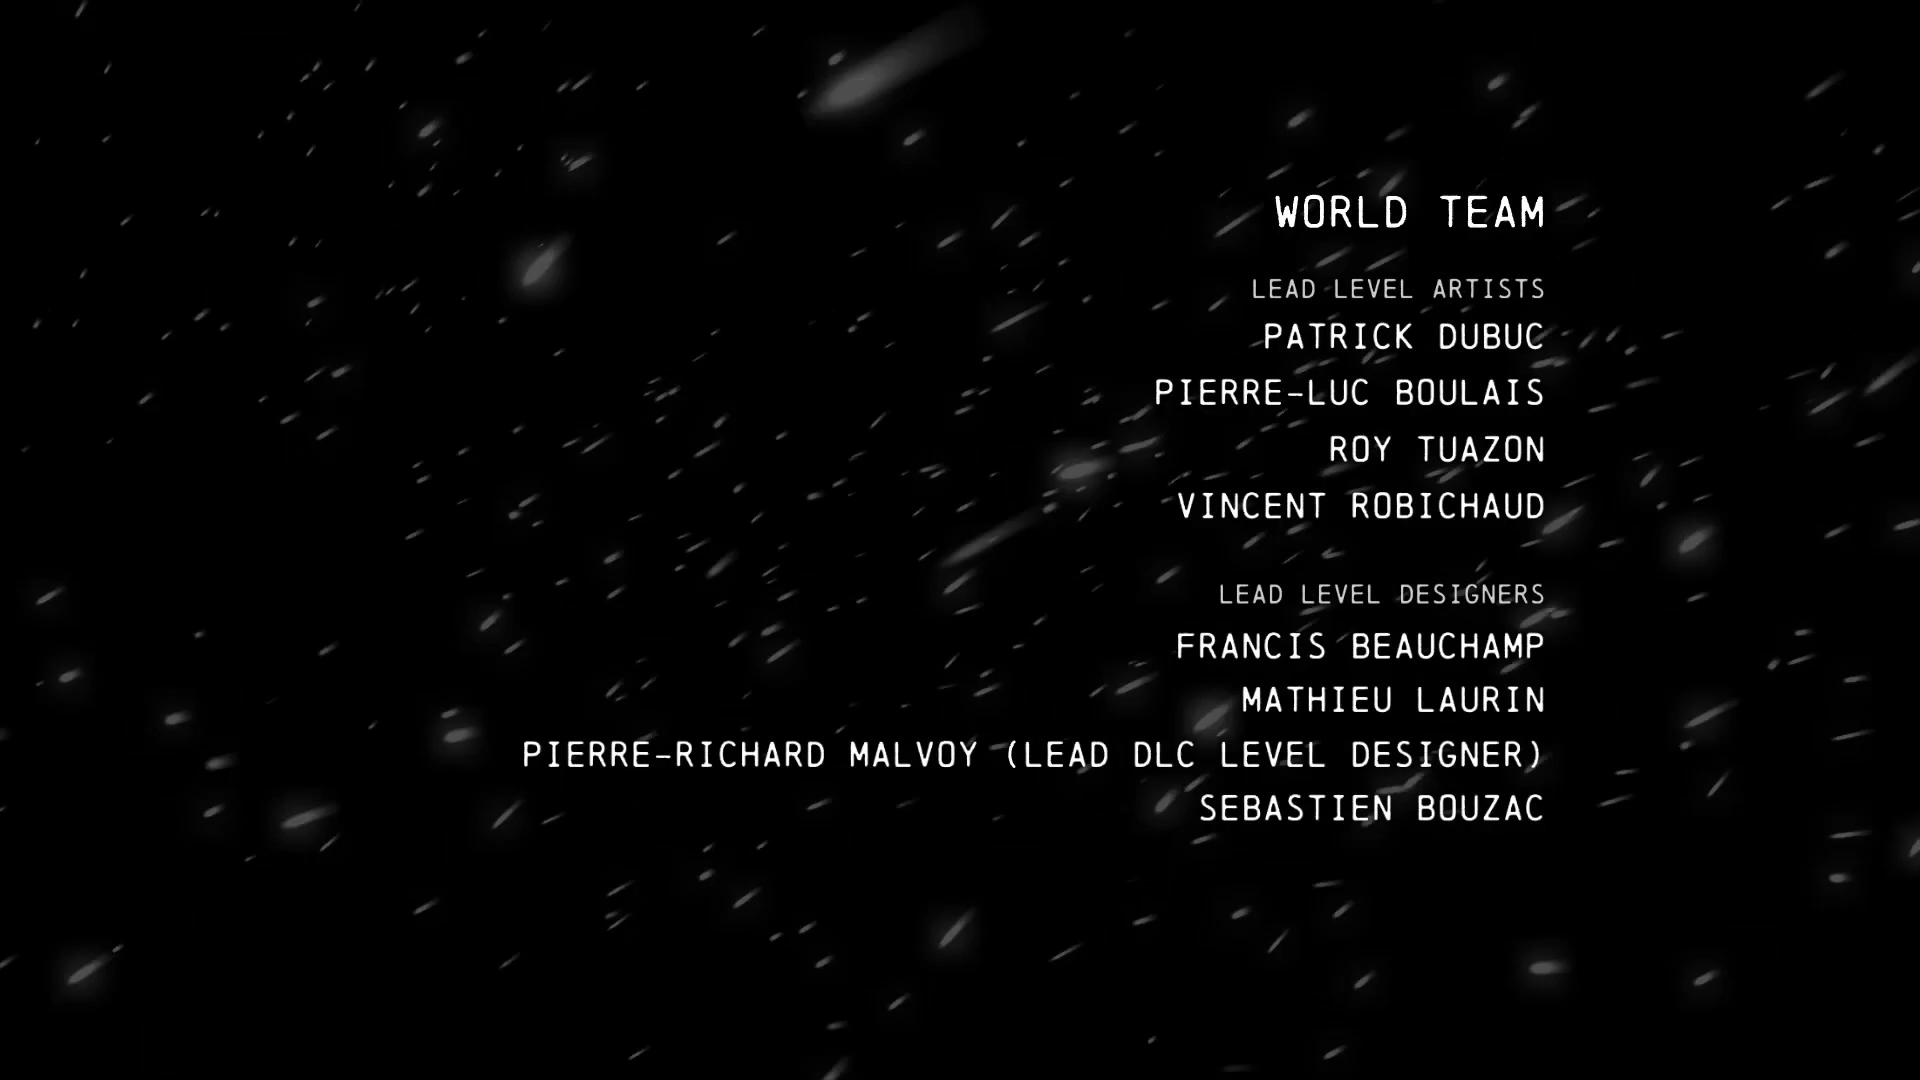 WORLD TEAM
LEAD LEVEL ARTISTS
PATRICK DUBUC
PIERRE-LUC BOULAIS
ROY TUAZON
VINCENT ROBICHAUD
LEAD LEVEL DESIGNERS
FRANCIS BEAUCHAMP
MATHIEU LAURIN
PIERRE-RICHARD MALVOY (LEAD DLC LEVEL DESIGNER)
SEBASTIEN BOUZAC